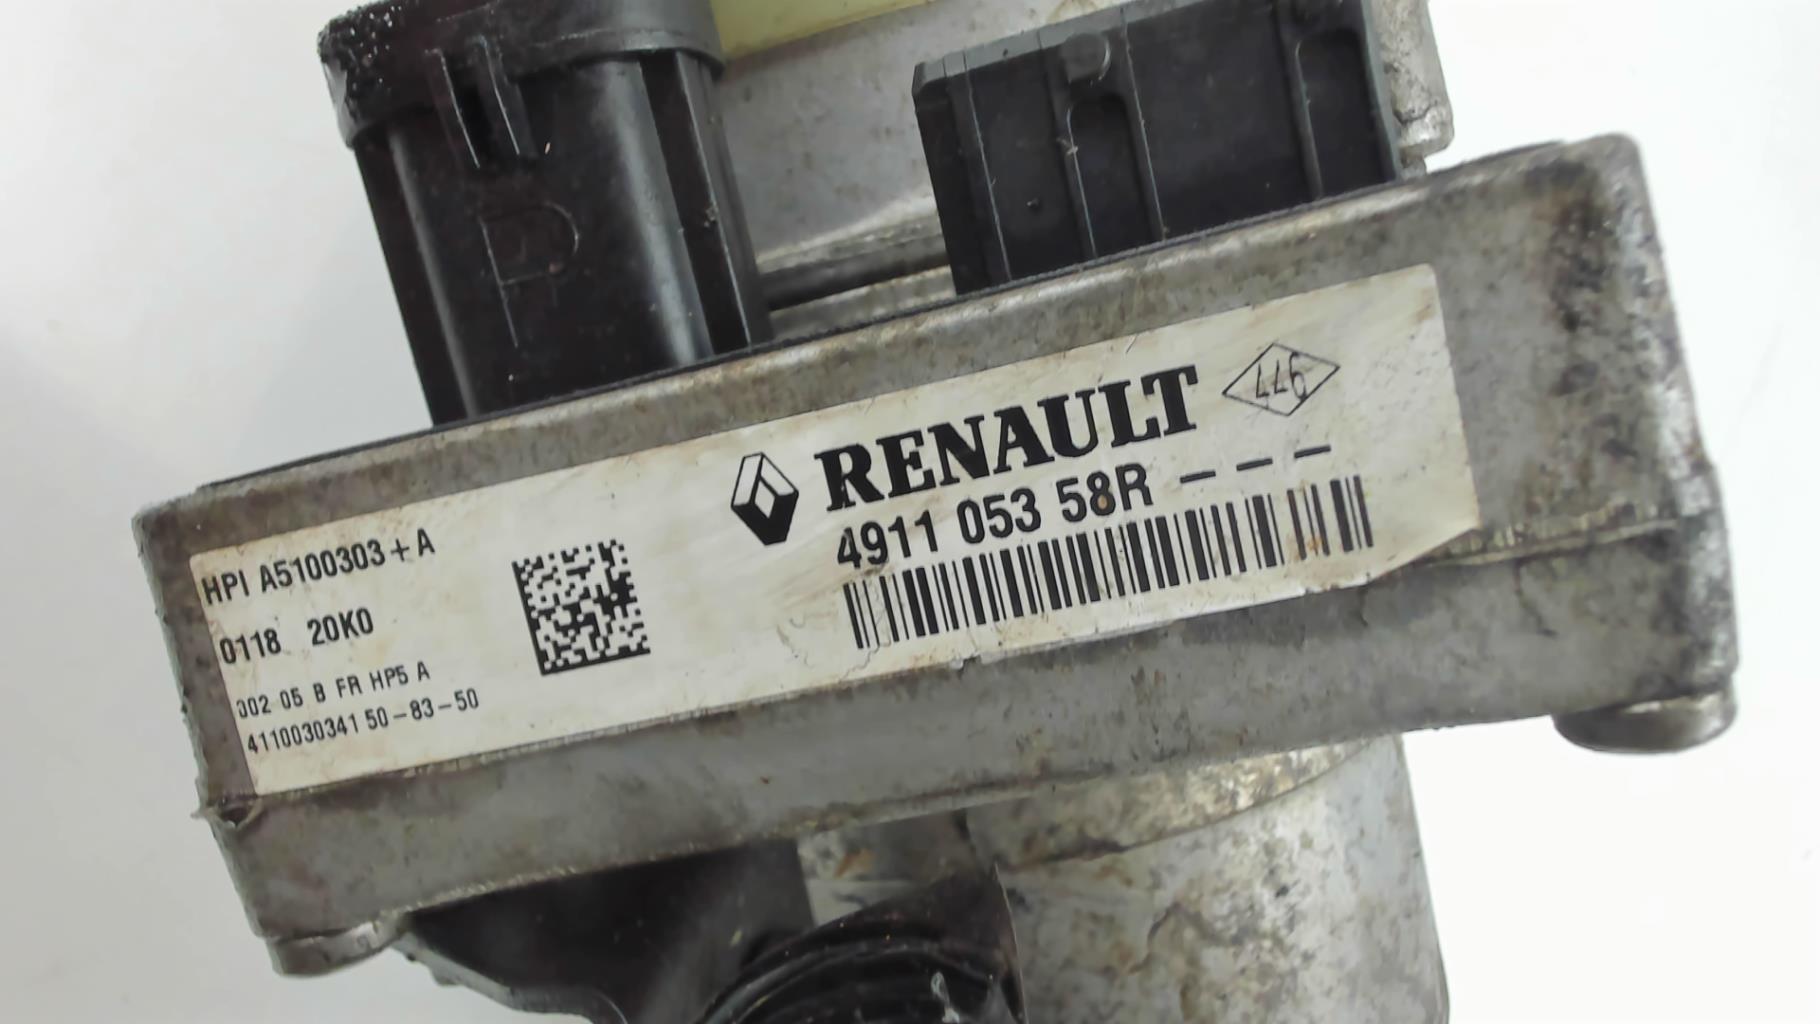 RENAULT
446
4911 053 58R - - -
HPI A5100303+A
0118 20K0
002 05 B FR HP5 A
4110030341 50-83-50